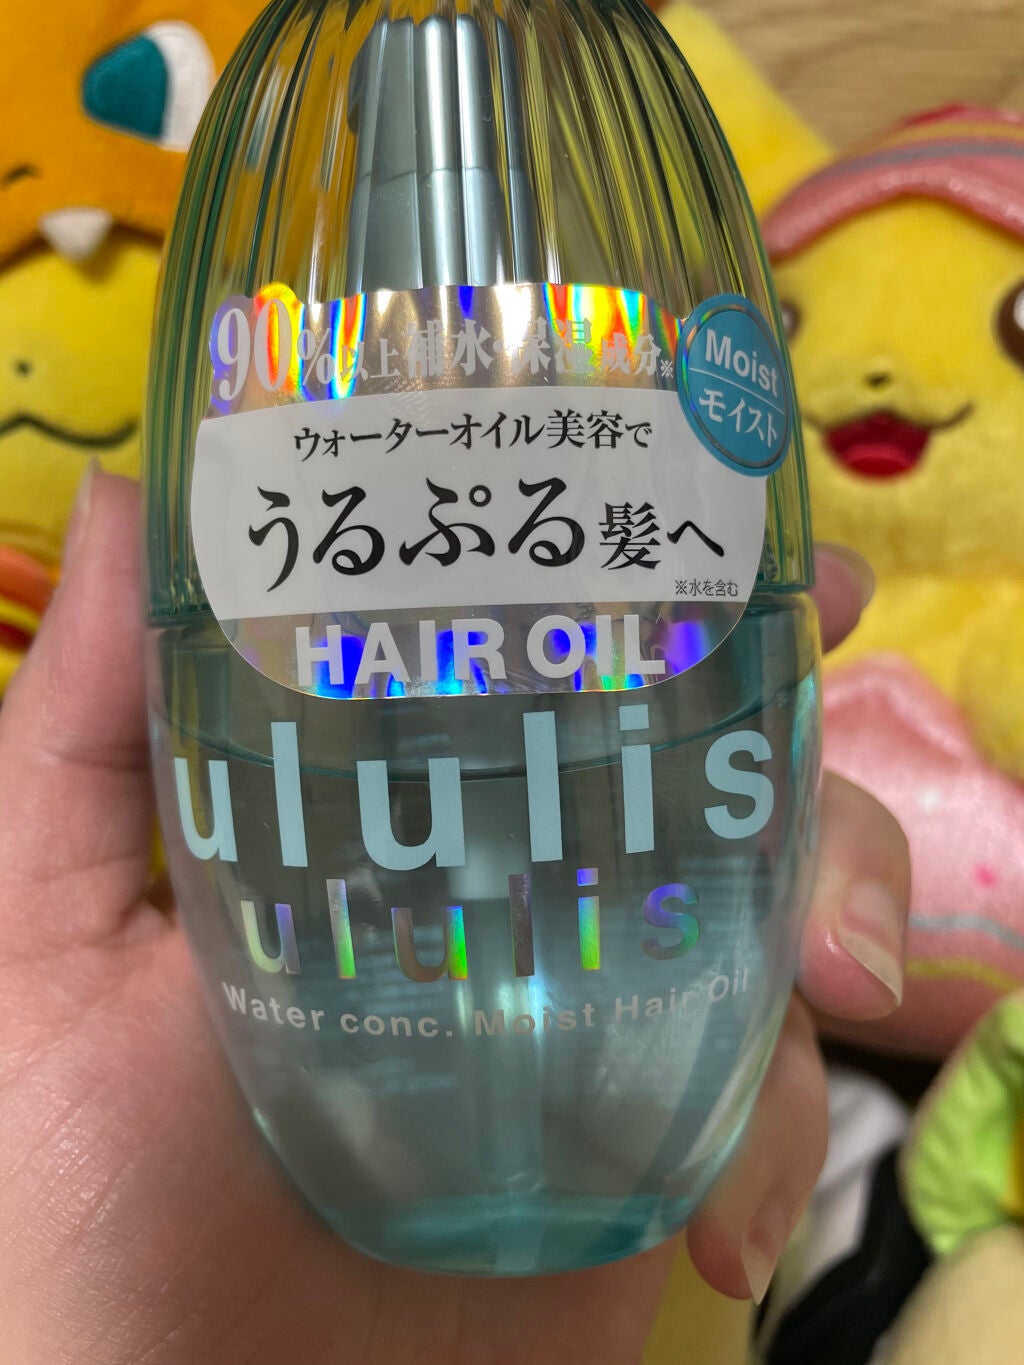 90%以上補水・保湿成分※
Moist
モイスト
ウォーターオイル美容で
うるぷる髪へ
※水を含む
HAIR OIL
ululis
ululis
Water conc. Moist Hair Oil